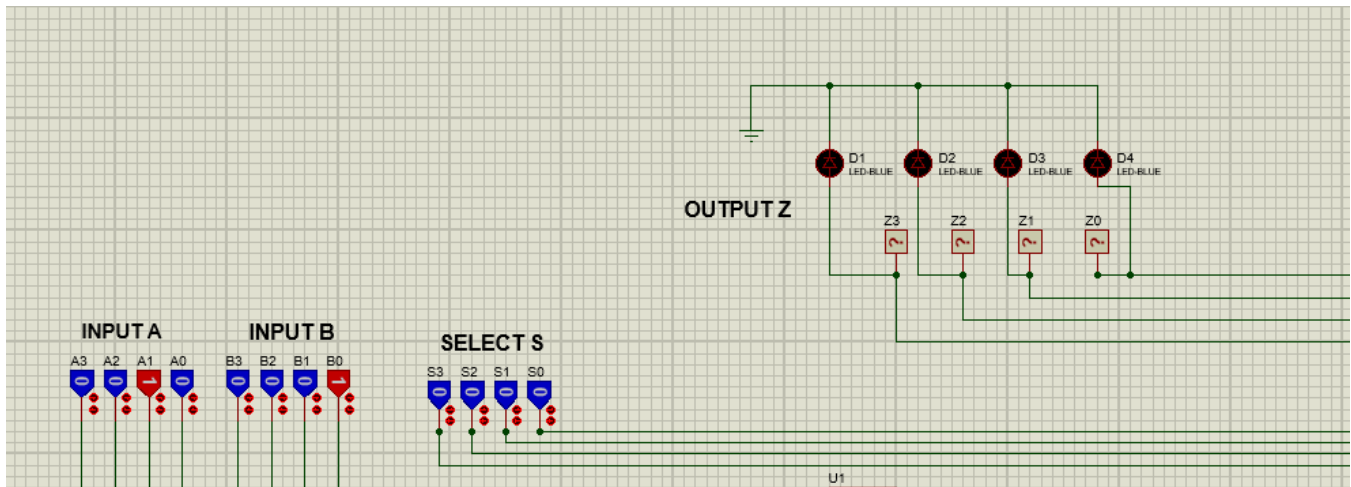 D1 D2 D3 D4
LED-BLUE LED-BLUE LED-BLUE LED-BLUE
OUTPUT Z
Z3 Z2 Z1 Z0
? ? ? ?
INPUT A INPUT B
SELECT S
A3 A2 A1 A0 B3 B2 B1 B0
S3 S2 S1 S0
0 0 1 0 0 0 0 1
0 0 0 0
U1